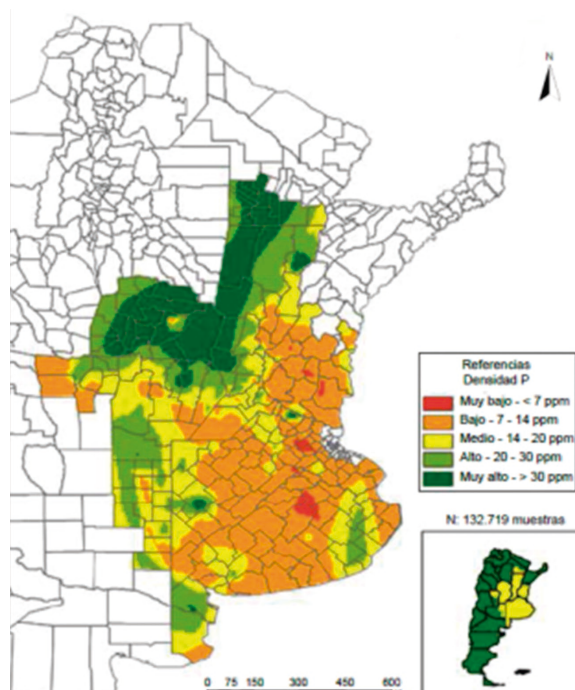 N
Referencias
Densidad P
Muy bajo - < 7 ppm
Bajo - 7 - 14 ppm
Medio - 14 - 20 ppm
Alto - 20 - 30 ppm
Muy alto - > 30 ppm
N: 132.719 muestras
0 75 150 300 450 600